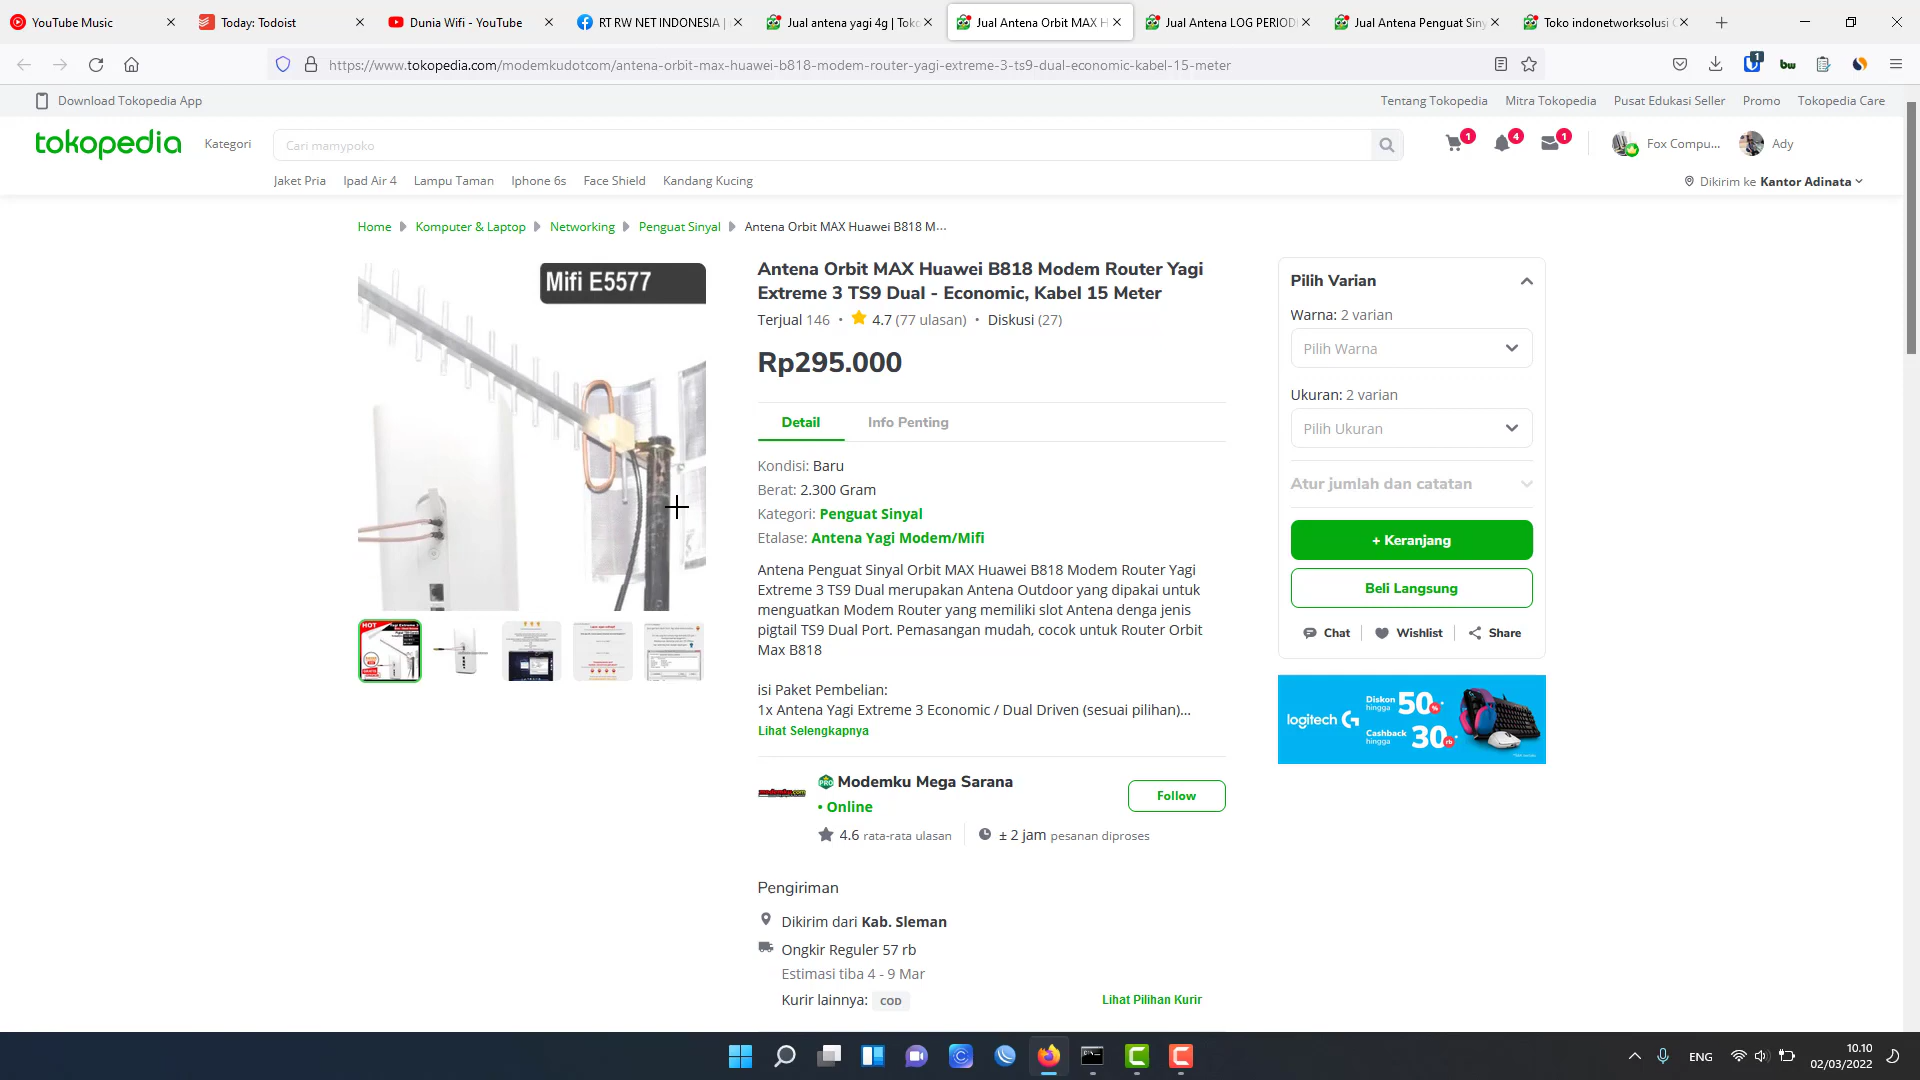 YouTube Music
Today: Todoist
Dunia Wifi - YouTube
RT RW NET INDONESIA |
Jual antena yagi 4g | Toko
Jual Antena Orbit MAX H
Jual Antena LOG PERIOD
Jual Antena Penguat Siny
Toko indonetworksolusi
https://www.tokopedia.com/modemkudotcom/antena-orbit-max-huawei-b818-modem-router-yagi-extreme-3-ts9-dual-economic-kabel-15-meter
1
bw
Download Tokopedia App
Tentang Tokopedia
Mitra Tokopedia
Pusat Edukasi Seller
Promo
Tokopedia Care
tokopedia
Kategori
Cari mamypoko
1
4
1
Fox Compu...
Ady
Jaket Pria
Ipad Air 4
Lampu Taman
Iphone 6s
Face Shield
Kandang Kucing
Dikirim ke Kantor Adinata
Home
Komputer & Laptop
Networking
Penguat Sinyal
Antena Orbit MAX Huawei B818 M...
Mifi E5577
Antena Orbit MAX Huawei B818 Modem Router Yagi
Extreme 3 TS9 Dual - Economic, Kabel 15 Meter
Terjual 146 • 4.7 (77 ulasan) • Diskusi (27)
Rp295.000
Detail
Info Penting
Kondisi: Baru
Berat: 2.300 Gram
Kategori: Penguat Sinyal
Etalase: Antena Yagi Modem/Mifi
Antena Penguat Sinyal Orbit MAX Huawei B818 Modem Router Yagi
Extreme 3 TS9 Dual merupakan Antena Outdoor yang dipakai untuk
menguatkan Modem Router yang memiliki slot Antena denga jenis
pigtail TS9 Dual Port. Pemasangan mudah, cocok untuk Router Orbit
Max B818
isi Paket Pembelian:
1x Antena Yagi Extreme 3 Economic / Dual Driven (sesuai pilihan)...
Lihat Selengkapnya
PRO
Modemku Mega Sarana
• Online
Follow
4.6 rata-rata ulasan
± 2 jam pesanan diproses
Pengiriman
Dikirim dari Kab. Sleman
Ongkir Reguler 57 rb
Estimasi tiba 4 - 9 Mar
Kurir lainnya: COD
Lihat Pilihan Kurir
Pilih Varian
Warna: 2 varian
Pilih Warna
Ukuran: 2 varian
Pilih Ukuran
Atur jumlah dan catatan
+ Keranjang
Beli Langsung
Chat
Wishlist
Share
logitech G
Diskon hingga 50%
Cashback hingga 30rb
HOT
ENG
10.10
02/03/2022